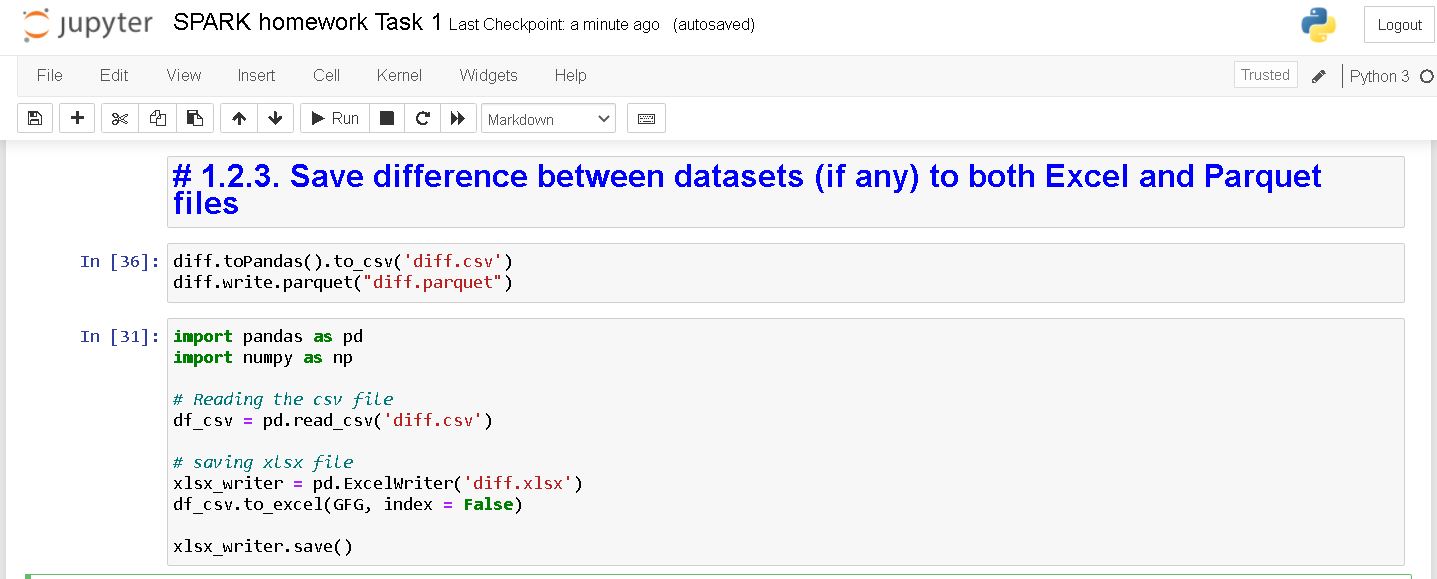 jupyter SPARK homework Task 1 Last Checkpoint: a minute ago (autosaved) Logout
File Edit View Insert Cell Kernel Widgets Help Trusted Python 3
Run Markdown
# 1.2.3. Save difference between datasets (if any) to both Excel and Parquet
files
In [36]: diff.toPandas().to_csv('diff.csv')
diff.write.parquet("diff.parquet")
In [31]: import pandas as pd
import numpy as np
# Reading the csv file
df_csv = pd.read_csv('diff.csv')
# saving xlsx file
xlsx_writer = pd.ExcelWriter('diff.xlsx')
df_csv.to_excel(GFG, index = False)
xlsx_writer.save()